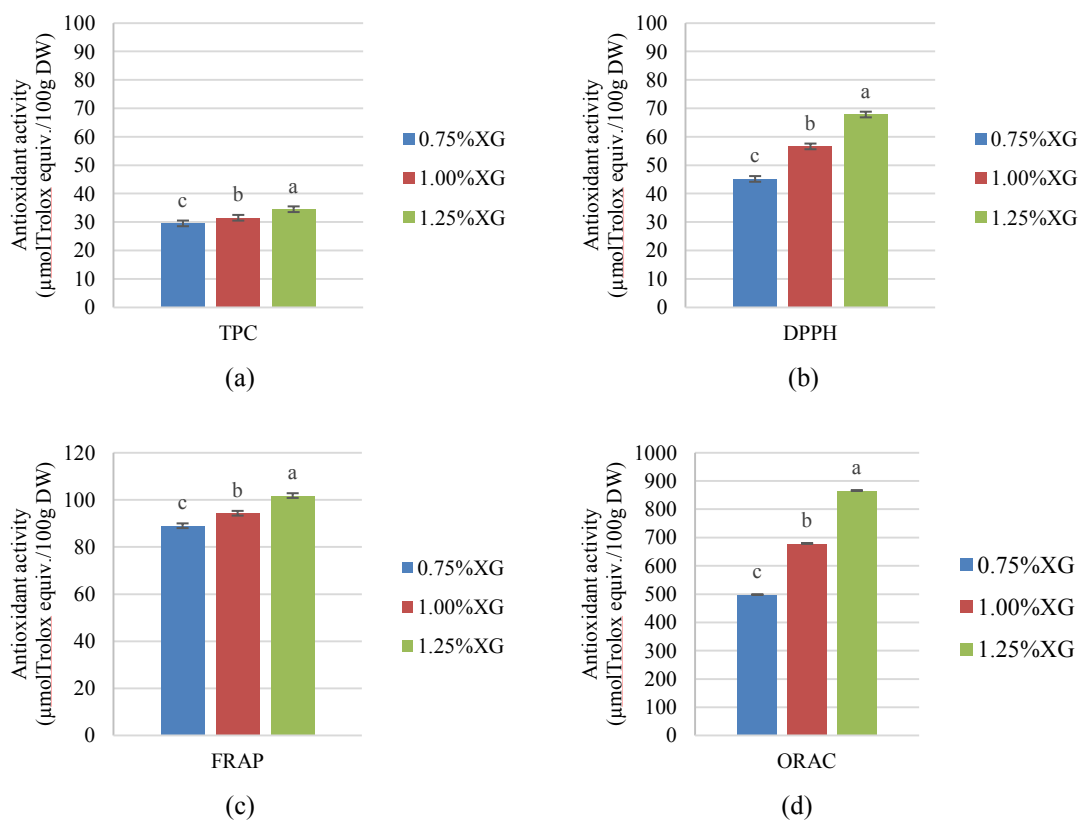 Antioxidant activity
(µmolTrolox equiv./100g DW)
100
90
80
70
60
50
40
30
20
10
0
c
b
a
TPC
0.75%XG
1.00%XG
1.25%XG
(a)
Antioxidant activity
(µmolTrolox equiv./100g DW)
100
90
80
70
60
50
40
30
20
10
0
c
b
a
DPPH
0.75%XG
1.00%XG
1.25%XG
(b)
Antioxidant activity
(µmolTrolox equiv./100g DW)
120
100
80
60
40
20
0
c
b
a
FRAP
0.75%XG
1.00%XG
1.25%XG
(c)
Antioxidant activity
(µmolTrolox equiv./100g DW)
1000
900
800
700
600
500
400
300
200
100
0
c
b
a
ORAC
0.75%XG
1.00%XG
1.25%XG
(d)